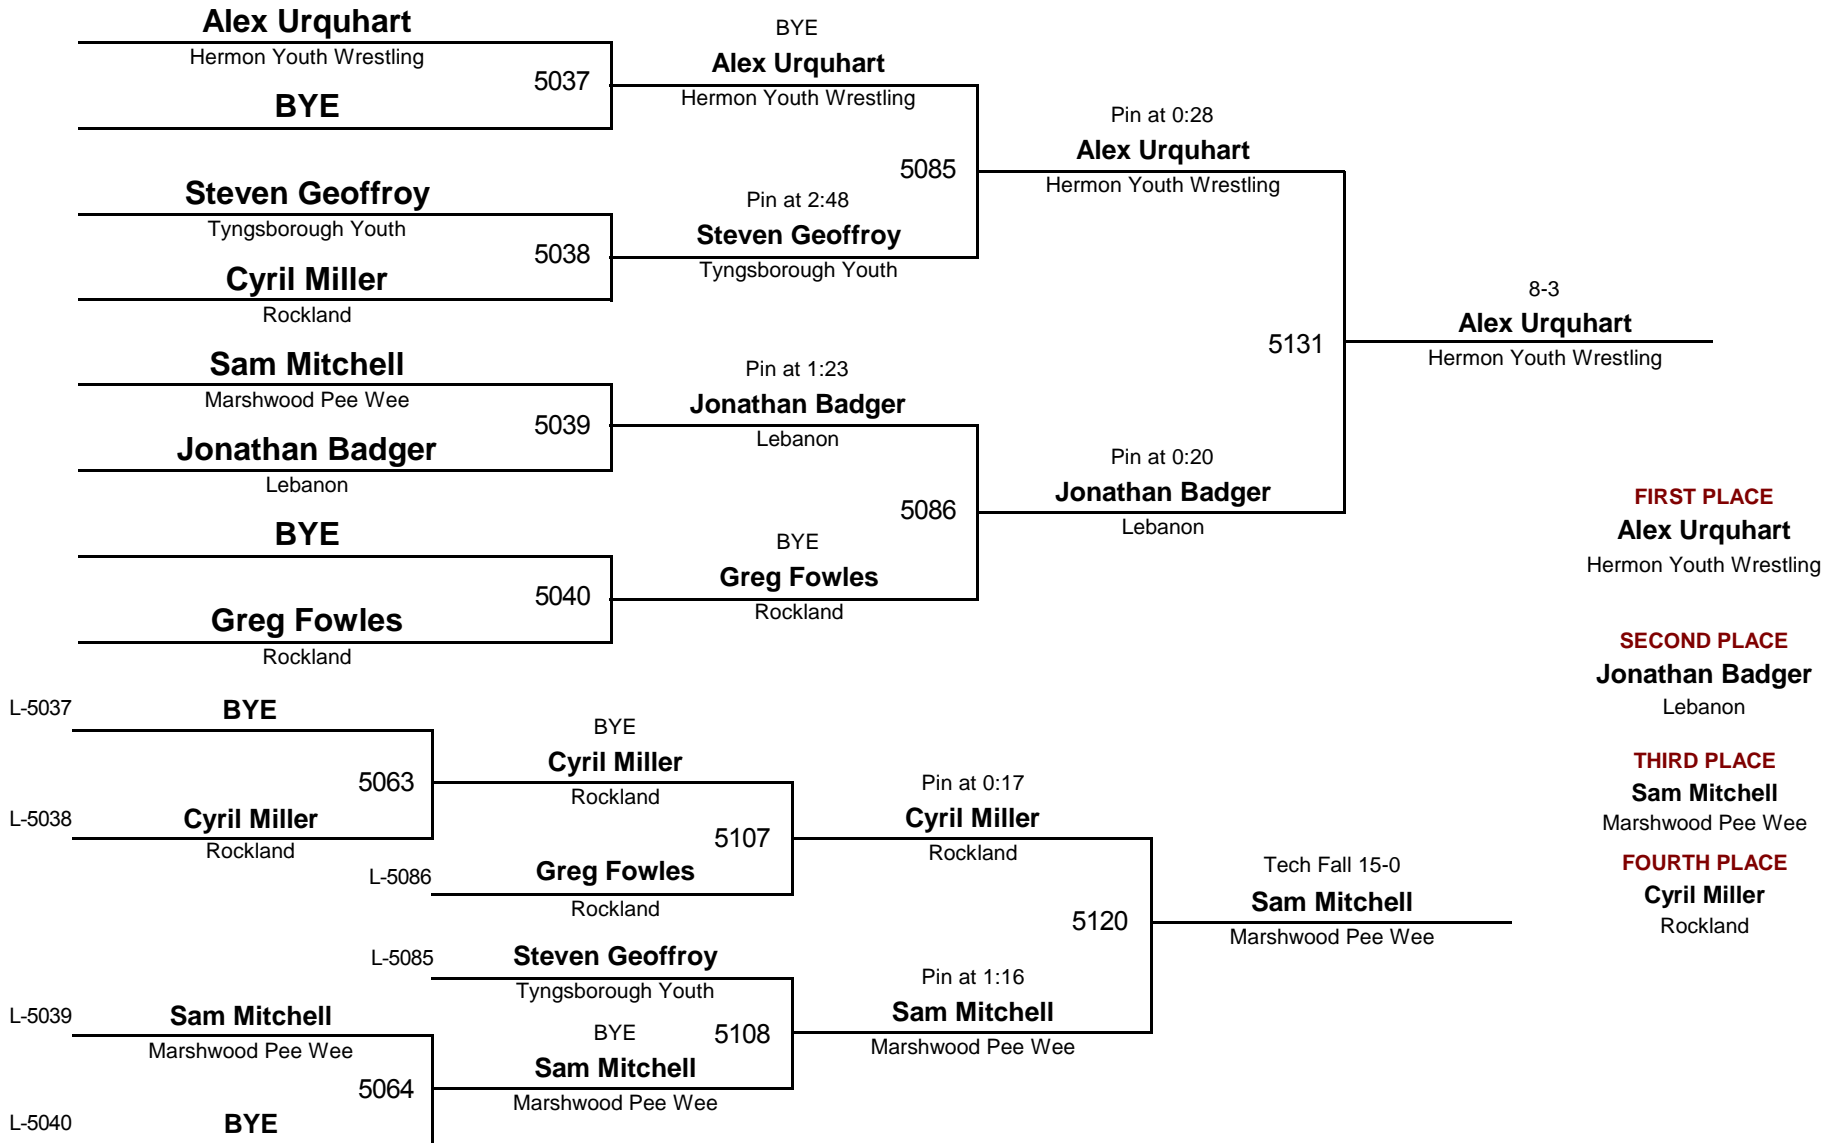 Alex Urquhart
Hermon Youth Wrestling
5037
BYE
BYE
Alex Urquhart
Hermon Youth Wrestling
Steven Geoffroy
Tyngsborough Youth
5038
Cyril Miller
Rockland
Pin at 2:48
Steven Geoffroy
Tyngsborough Youth
5085
Pin at 0:28
Alex Urquhart
Hermon Youth Wrestling
Sam Mitchell
Marshwood Pee Wee
5039
Jonathan Badger
Lebanon
Pin at 1:23
Jonathan Badger
Lebanon
BYE
5040
Greg Fowles
Rockland
BYE
Greg Fowles
Rockland
5086
Pin at 0:20
Jonathan Badger
Lebanon
5131
8-3
Alex Urquhart
Hermon Youth Wrestling
FIRST PLACE
Alex Urquhart
Hermon Youth Wrestling
SECOND PLACE
Jonathan Badger
Lebanon
THIRD PLACE
Sam Mitchell
Marshwood Pee Wee
FOURTH PLACE
Cyril Miller
Rockland
L-5037
BYE
5063
L-5038
Cyril Miller
Rockland
BYE
Cyril Miller
Rockland
5107
L-5086
Greg Fowles
Rockland
Pin at 0:17
Cyril Miller
Rockland
L-5085
Steven Geoffroy
Tyngsborough Youth
L-5039
Sam Mitchell
Marshwood Pee Wee
5064
L-5040
BYE
BYE
Sam Mitchell
Marshwood Pee Wee
5108
Pin at 1:16
Sam Mitchell
Marshwood Pee Wee
5120
Tech Fall 15-0
Sam Mitchell
Marshwood Pee Wee